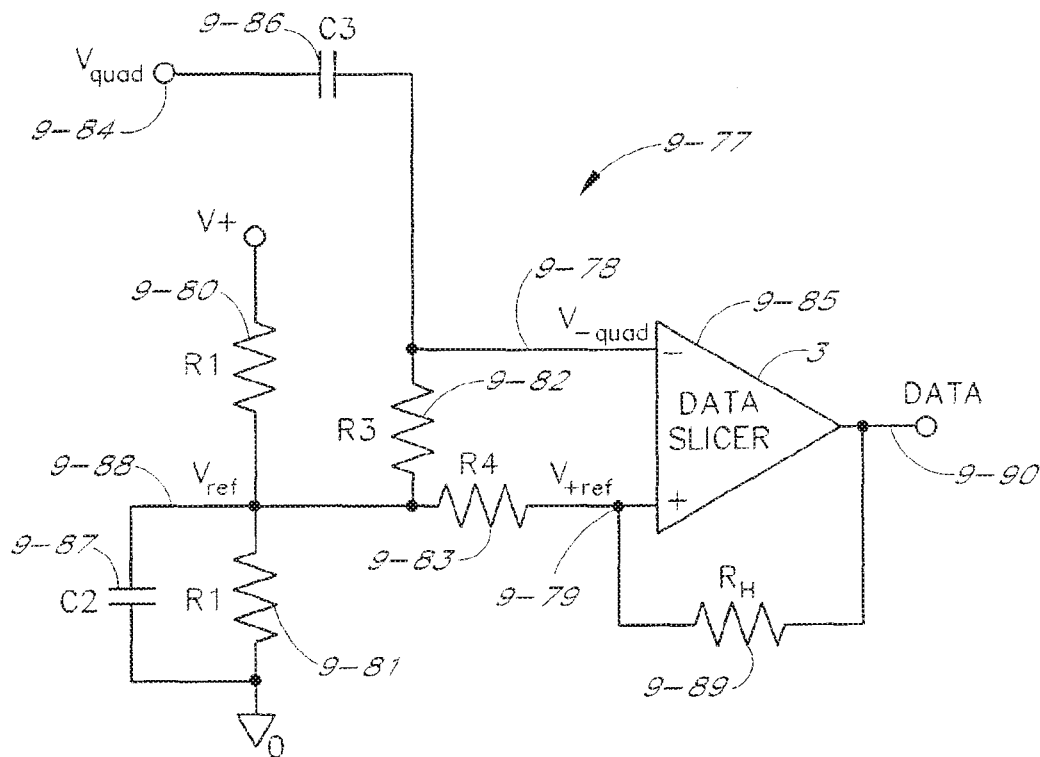 9-86
C3
V_quad
9-84
9-77
V+
9-80
9-78
9-85
V_-quad
3
R1
9-82
DATA SLICER
DATA
R3
9-88
V_ref
R4
V_+ref
9-90
9-87
9-83
C2
R1
9-79
R_H
9-81
9-89
0
-
+